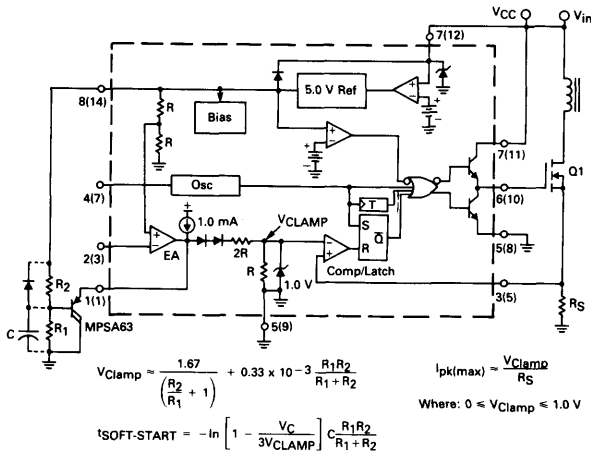 VCC
Vin
7(12)
8(14)
R
R
Bias
5.0 V Ref
+
-
+
-
+
-
+
-
7(11)
Q1
4(7)
Osc
T
6(10)
+
1.0 mA
VCLAMP
S
Q
R
5(8)
2(3)
+
-
EA
2R
R
1.0 V
-
+
Comp/Latch
3(5)
R2
1(1)
C
R1
MPSA63
5(9)
RS
VClamp ≈ 1.67 / (R2/R1 + 1) + 0.33 x 10-3 R1R2 / R1 + R2
Ipk(max) ≈ VClamp / RS
Where: 0 ≤ VClamp ≤ 1.0 V
tSOFT-START = -ln [1 - VC / 3VCLAMP] C R1R2 / R1 + R2